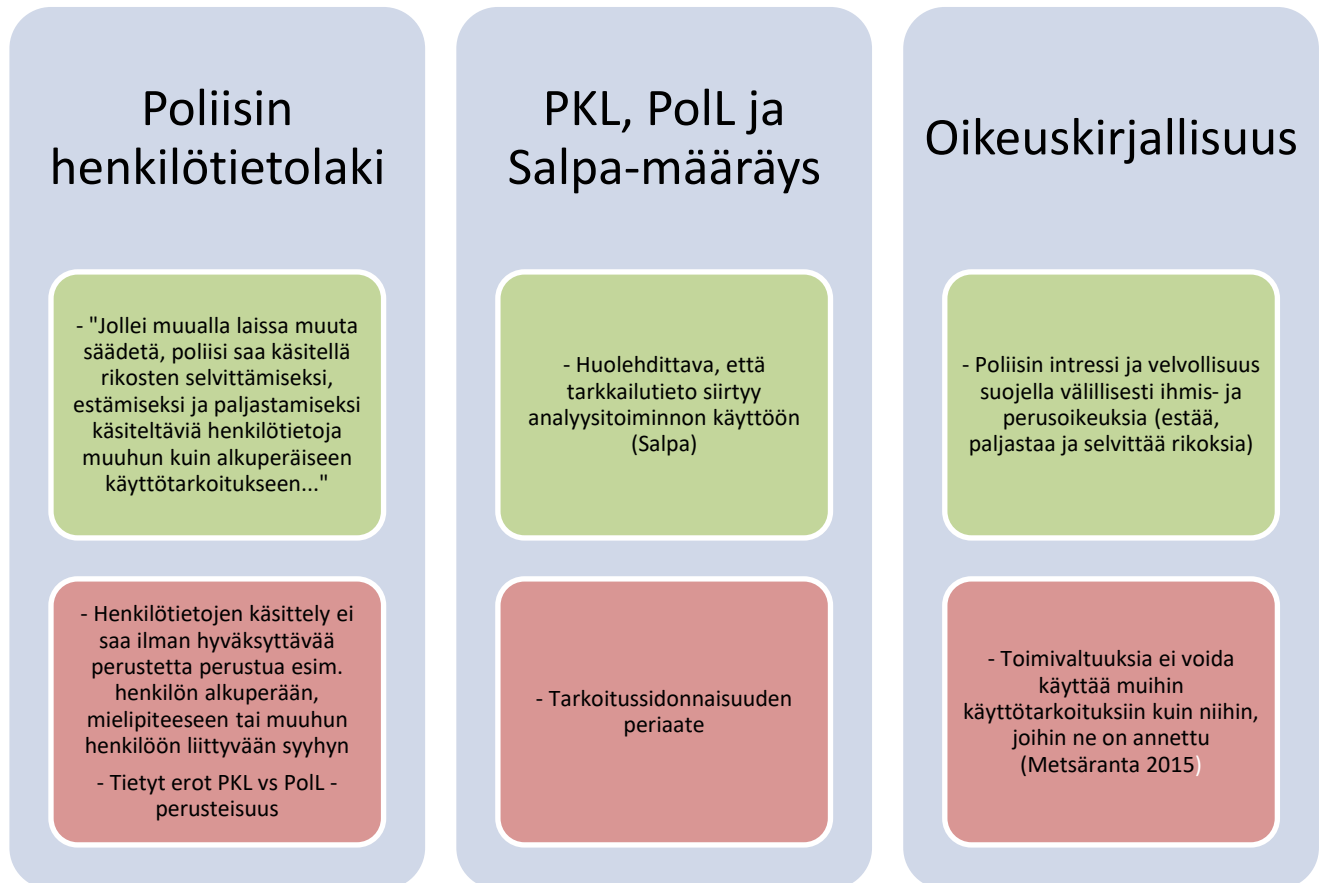 Poliisin
henkilötietolaki
- "Jollei muualla laissa muuta
säädetä, poliisi saa käsitellä
rikosten selvittämiseksi,
estämiseksi ja paljastamiseksi
käsiteltäviä henkilötietoja
muuhun kuin alkuperäiseen
käyttötarkoitukseen..."
- Henkilötietojen käsittely ei
saa ilman hyväksyttävää
perustetta perustua esim.
henkilön alkuperään,
mielipiteeseen tai muuhun
henkilöön liittyvään syyhyn
- Tietyt erot PKL vs PolL -
perusteisuus
PKL, PolL ja
Salpa-määräys
- Huolehdittava, että
tarkkailutieto siirtyy
analyysitoiminnon käyttöön
(Salpa)
- Tarkoitussidonnaisuuden
periaate
Oikeuskirjallisuus
- Poliisin intressi ja velvollisuus
suojella välillisesti ihmis- ja
perusoikeuksia (estää,
paljastaa ja selvittää rikoksia)
- Toimivaltuuksia ei voida
käyttää muihin
käyttötarkoituksiin kuin niihin,
joihin ne on annettu
(Metsäranta 2015)